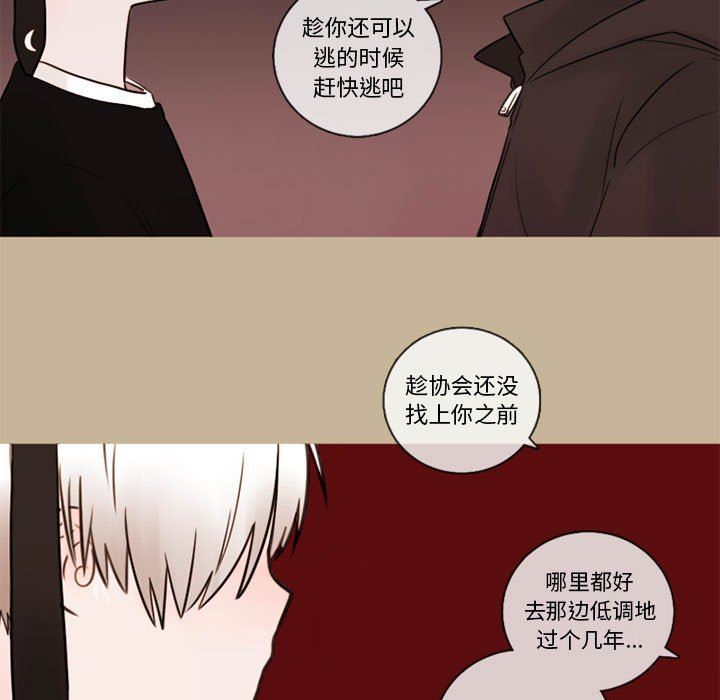 趁你还可以
逃的时候
赶快逃吧
趁协会还没
找上你之前
哪里都好
去那边低调地
过个几年...